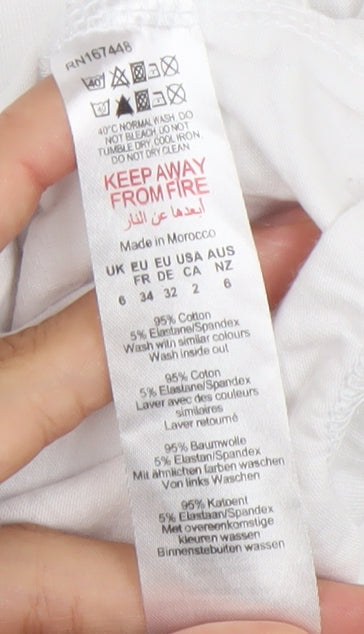 RN167448
40°C NORMAL WASH DO
NOT BLEACH, DO NOT
TUMBLE DRY, COOL IRON,
DO NOT DRY CLEAN
KEEP AWAY
FROM FIRE
أبعدها عن النار
Made in Morocco
UK EU EU USA AUS
FR DE CA NZ
6 34 32 2 6
95% Cotton
5% Elastane/Spandex
Wash with similar colours
Wash inside out
95% Coton
5% Elastane/Spandex
Laver avec des couleurs
similaires
Laver retourné
95% Baumwolle
5% Elastan/Spandex
Mit ähnlichen farben waschen
Von links Waschen
95% Katoen
5% Elastaan/Spandex
Met overeenkomstige
kleuren wassen
Binnenstebuiten wassen